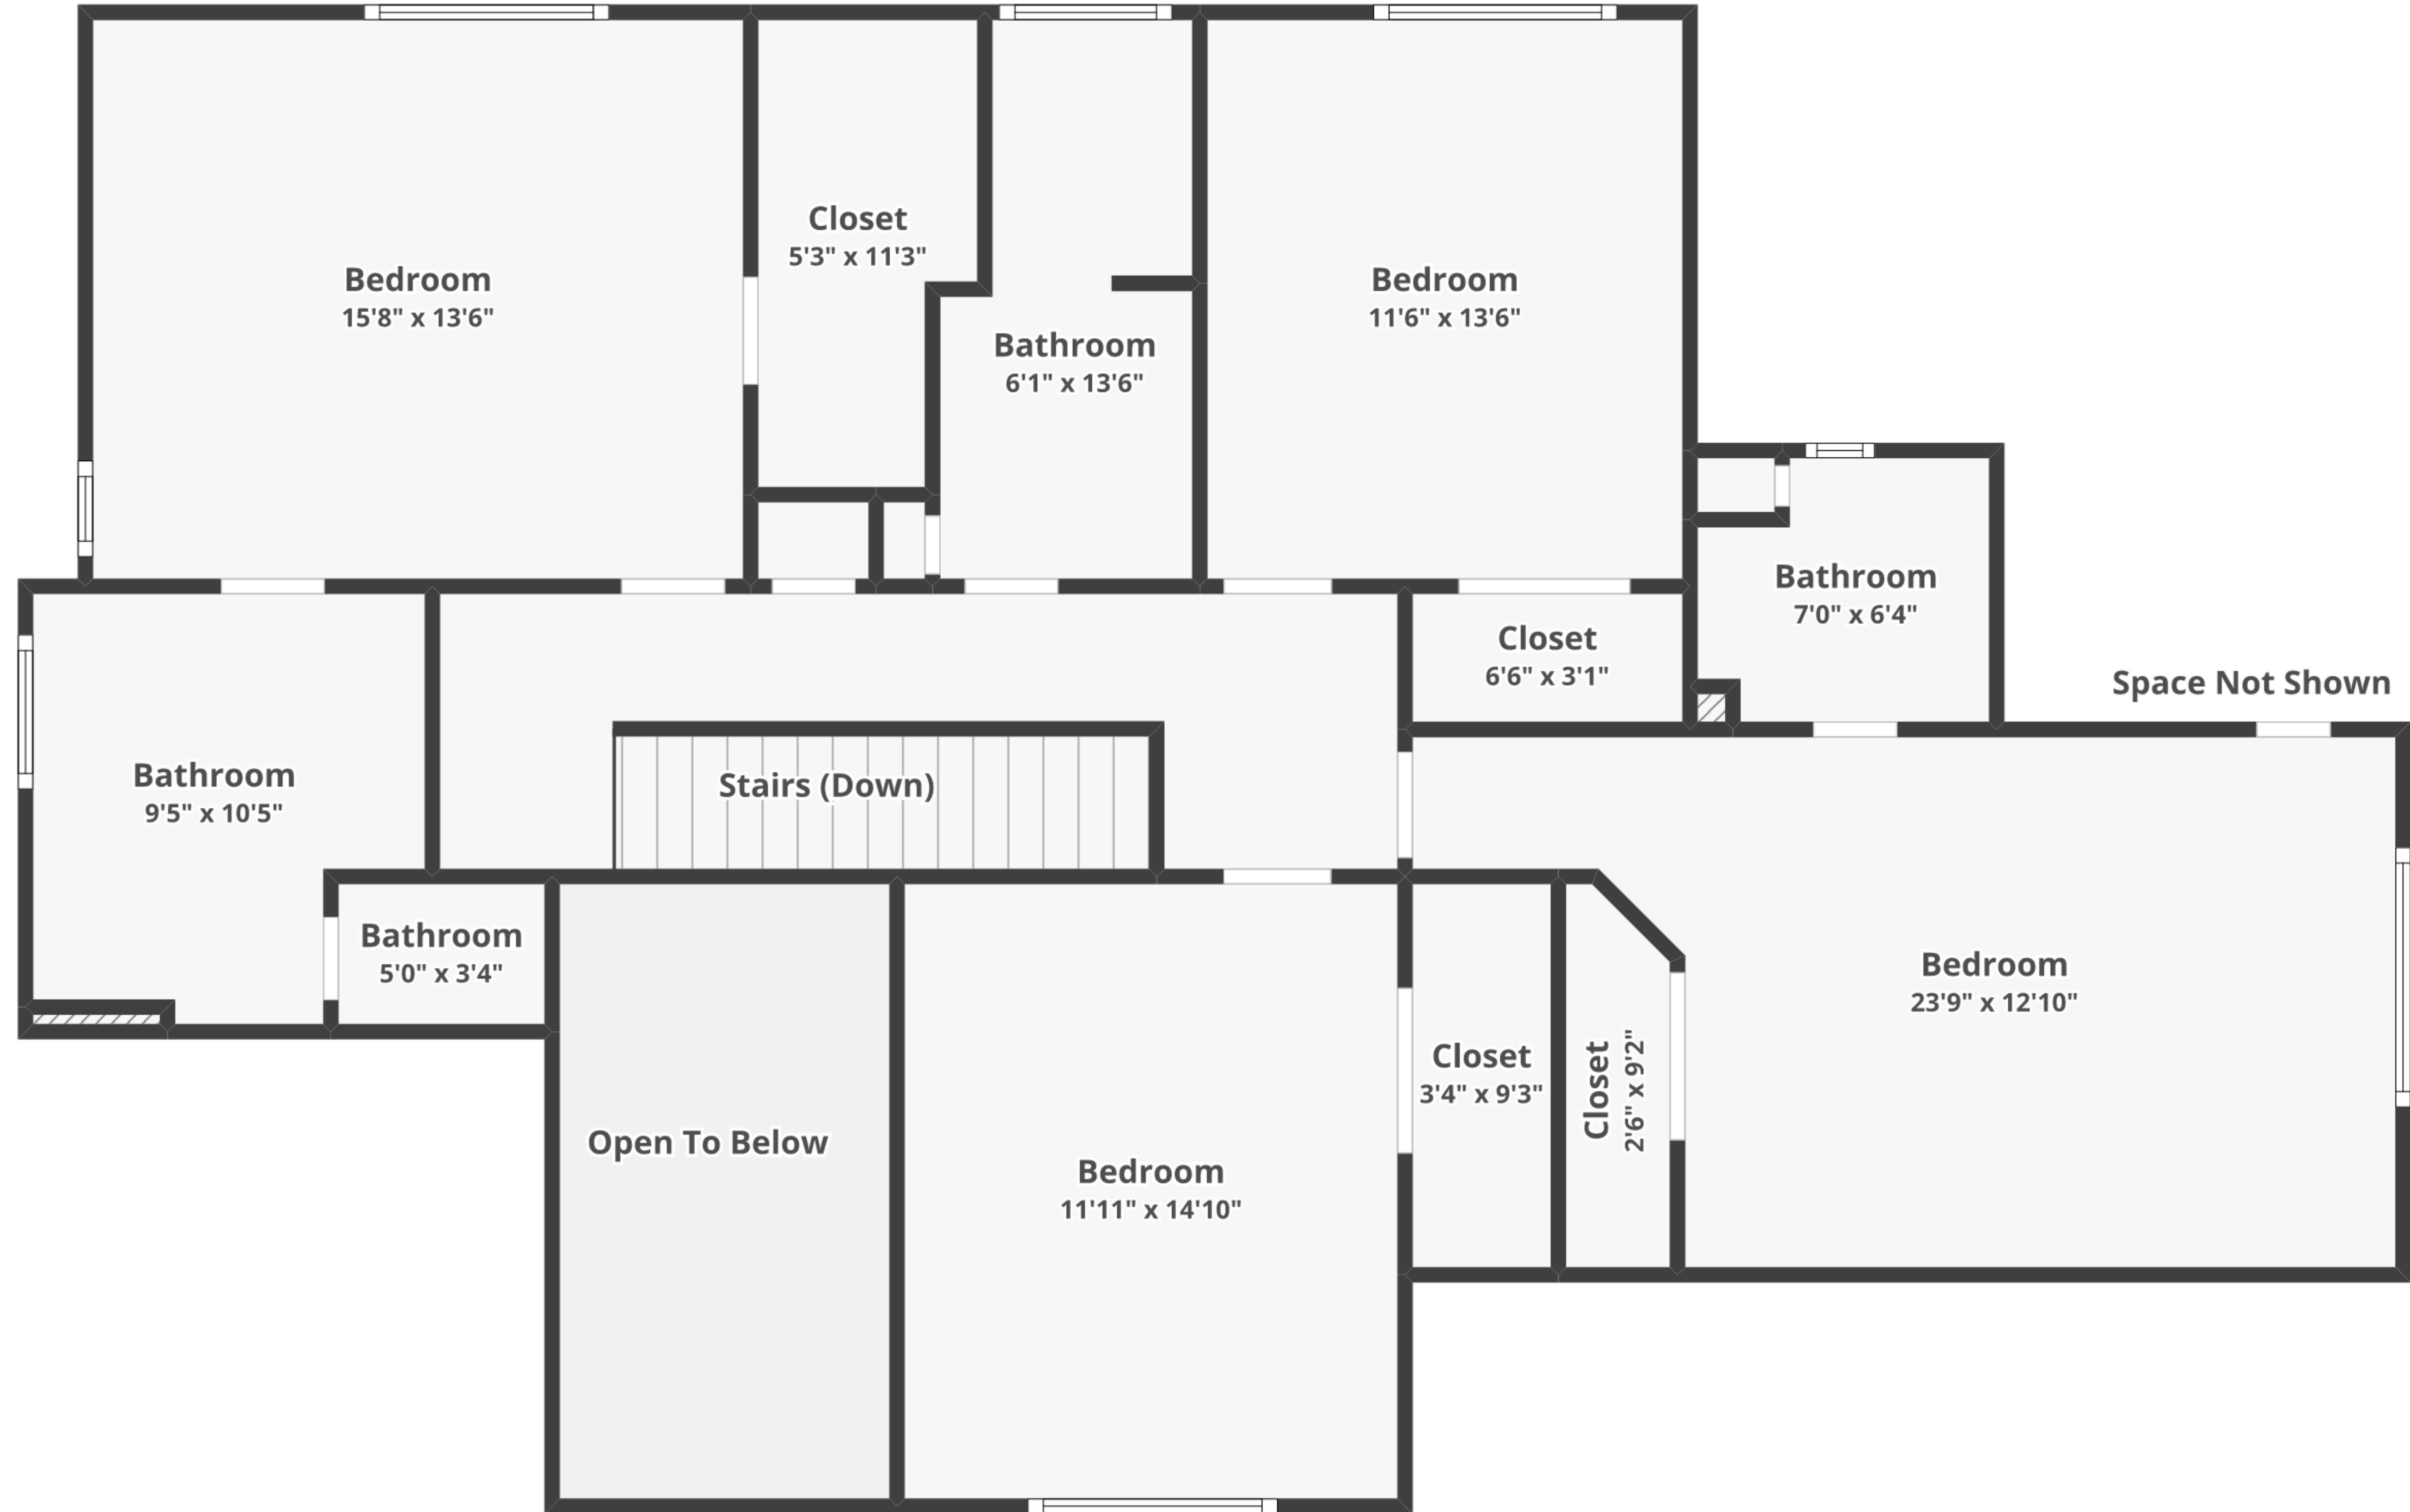 Closet
5'3" x 11'3"
Bedroom
15'8" x 13'6"
Bedroom
11'6" x 13'6"
Bathroom
6'1" x 13'6"
Bathroom
7'0" x 6'4"
Closet
6'6" x 3'1"
Space Not Shown
Bathroom
9'5" x 10'5"
Stairs (Down)
Bathroom
5'0" x 3'4"
Bedroom
23'9" x 12'10"
Closet
3'4" x 9'3"
Closet
2'6" x 9'2"
Open To Below
Bedroom
11'11" x 14'10"